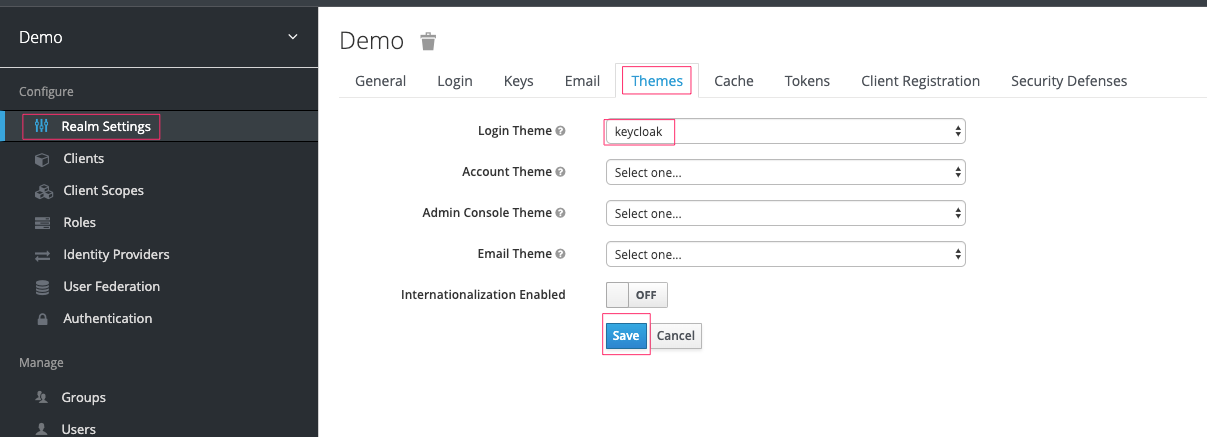 Demo
Configure
Realm Settings
Clients
Client Scopes
Roles
Identity Providers
User Federation
Authentication
Manage
Groups
Users
Demo
General Login Keys Email Themes Cache Tokens Client Registration Security Defenses
Login Theme ? keycloak
Account Theme ? Select one...
Admin Console Theme ? Select one...
Email Theme ? Select one...
Internationalization Enabled OFF
Save Cancel